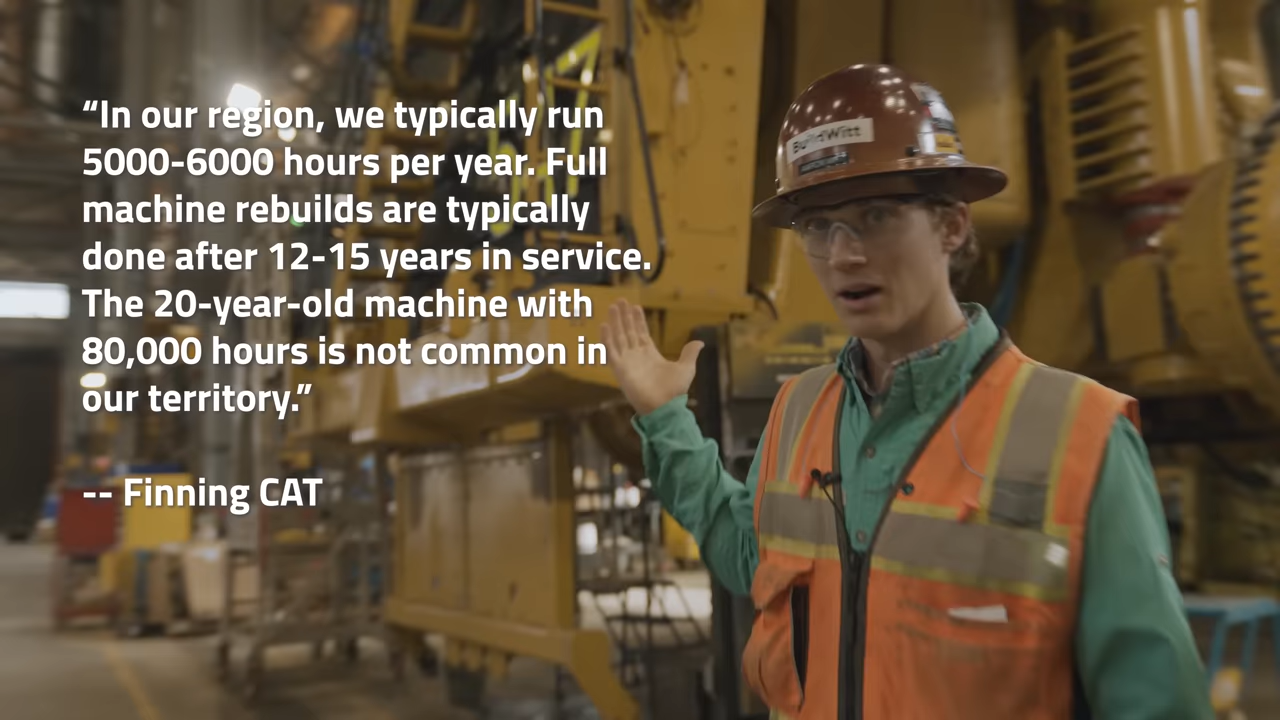 “In our region, we typically run
5000-6000 hours per year. Full
machine rebuilds are typically
done after 12-15 years in service.
The 20-year-old machine with
80,000 hours is not common in
our territory.”
-- Finning CAT
BuildWitt